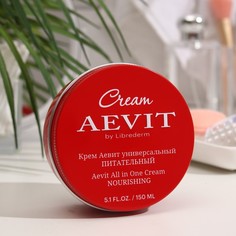 Cream
AEVIT
by Librederm
Крем Аевит универсальный
ПИТАТЕЛЬНЫЙ
Aevit All in One Cream
NOURISHING
5.1 FL.OZ. / 150 ML